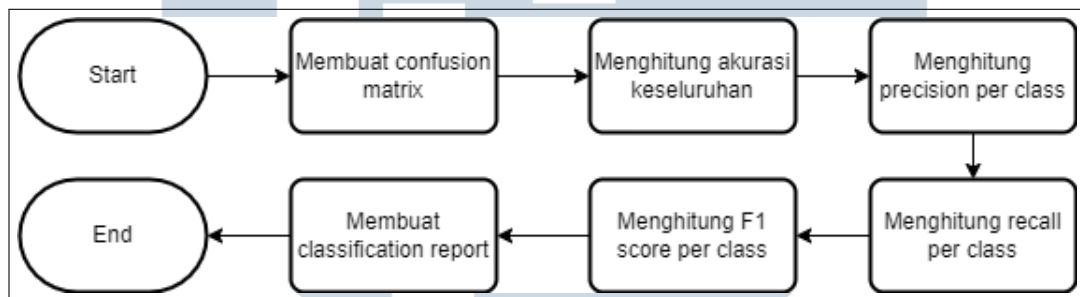 Start
Membuat confusion
matrix
Menghitung akurasi
keseluruhan
Menghitung
precision per class
Menghitung recall
per class
Menghitung F1
score per class
Membuat
classification report
End